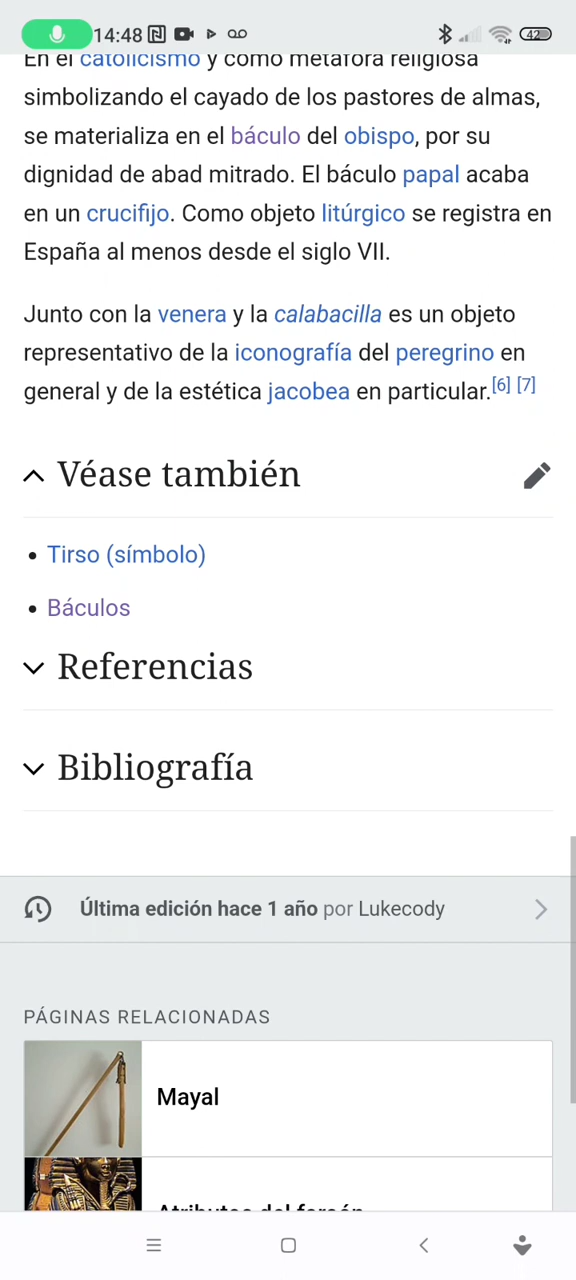 14:48
42
En el catolicismo y como metáfora religiosa
simbolizando el cayado de los pastores de almas,
se materializa en el báculo del obispo, por su
dignidad de abad mitrado. El báculo papal acaba
en un crucifijo. Como objeto litúrgico se registra en
España al menos desde el siglo VII.
Junto con la venera y la calabacilla es un objeto
representativo de la iconografía del peregrino en
general y de la estética jacobea en particular.[6] [7]
Véase también
• Tirso (símbolo)
• Báculos
Referencias
Bibliografía
Última edición hace 1 año por Lukecody
PÁGINAS RELACIONADAS
Mayal
Atributos del faraón